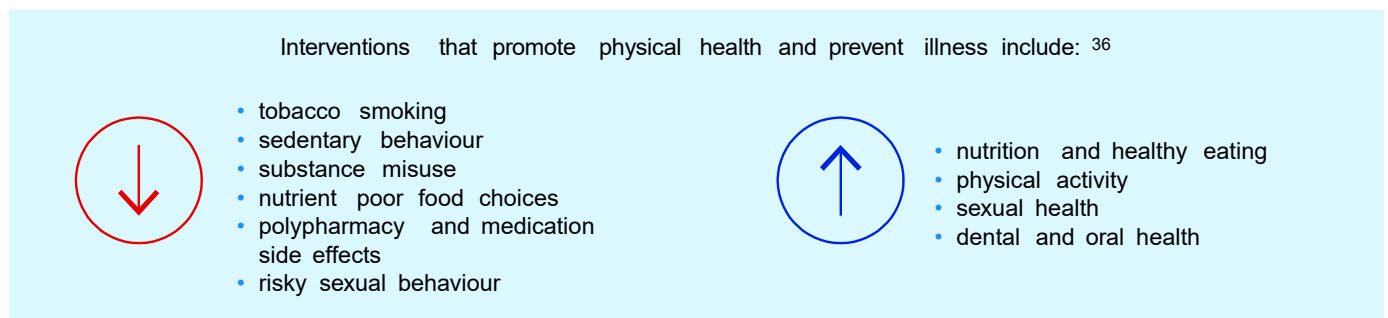 Interventions that promote physical health and prevent illness include: 36
• tobacco smoking
• sedentary behaviour
• substance misuse
• nutrient poor food choices
• polypharmacy and medication
side effects
• risky sexual behaviour
• nutrition and healthy eating
• physical activity
• sexual health
• dental and oral health